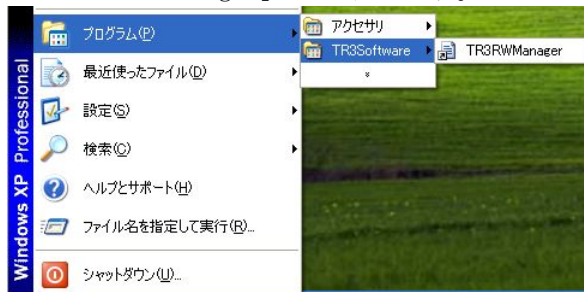 プログラム(P)
最近使ったファイル(D)
設定(S)
検索(C)
ヘルプとサポート(H)
ファイル名を指定して実行(R)...
シャットダウン(U)...
Windows XP Professional
アクセサリ
TR3Software
TR3RWManager